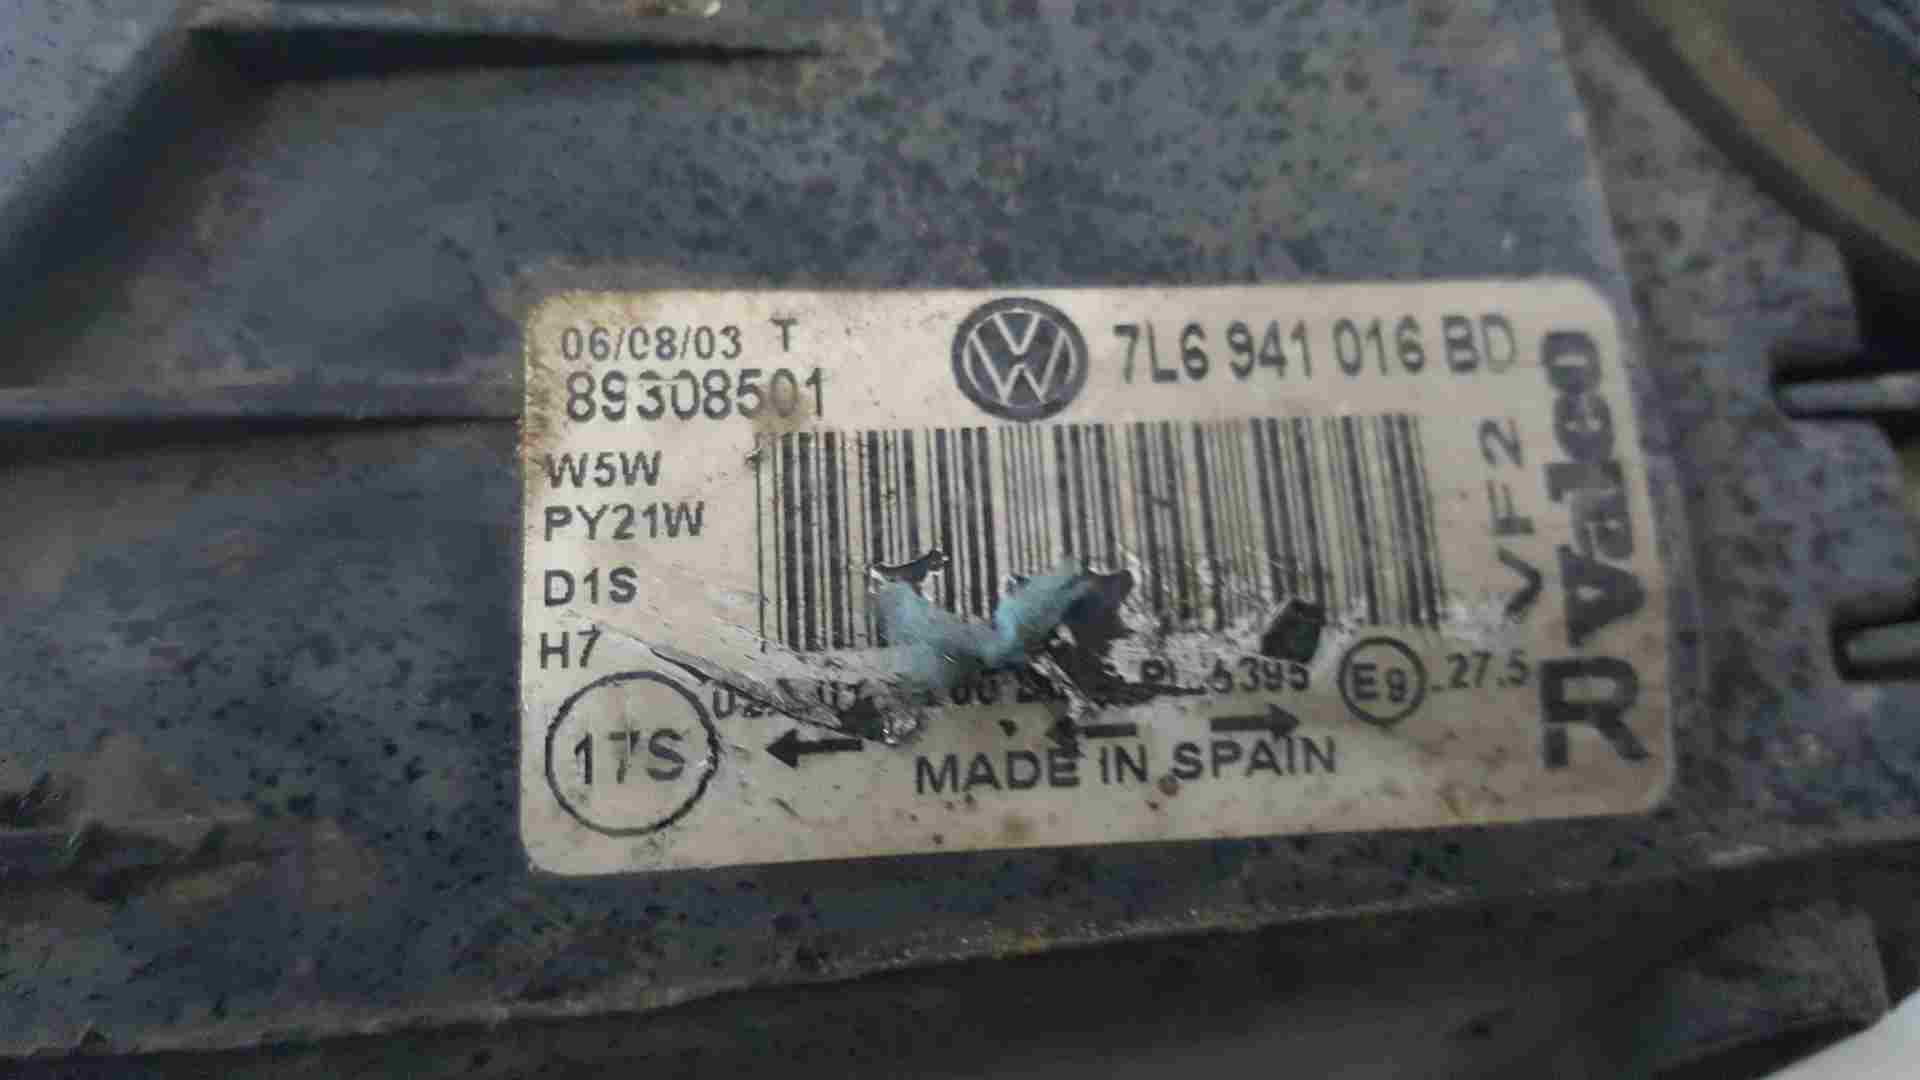 06/08/03 T
89308501
7L6 941 016 BD
W5W
PY21W
D1S
H7
17S
VF2
Valeo
R
E9 .27.5
MADE IN SPAIN